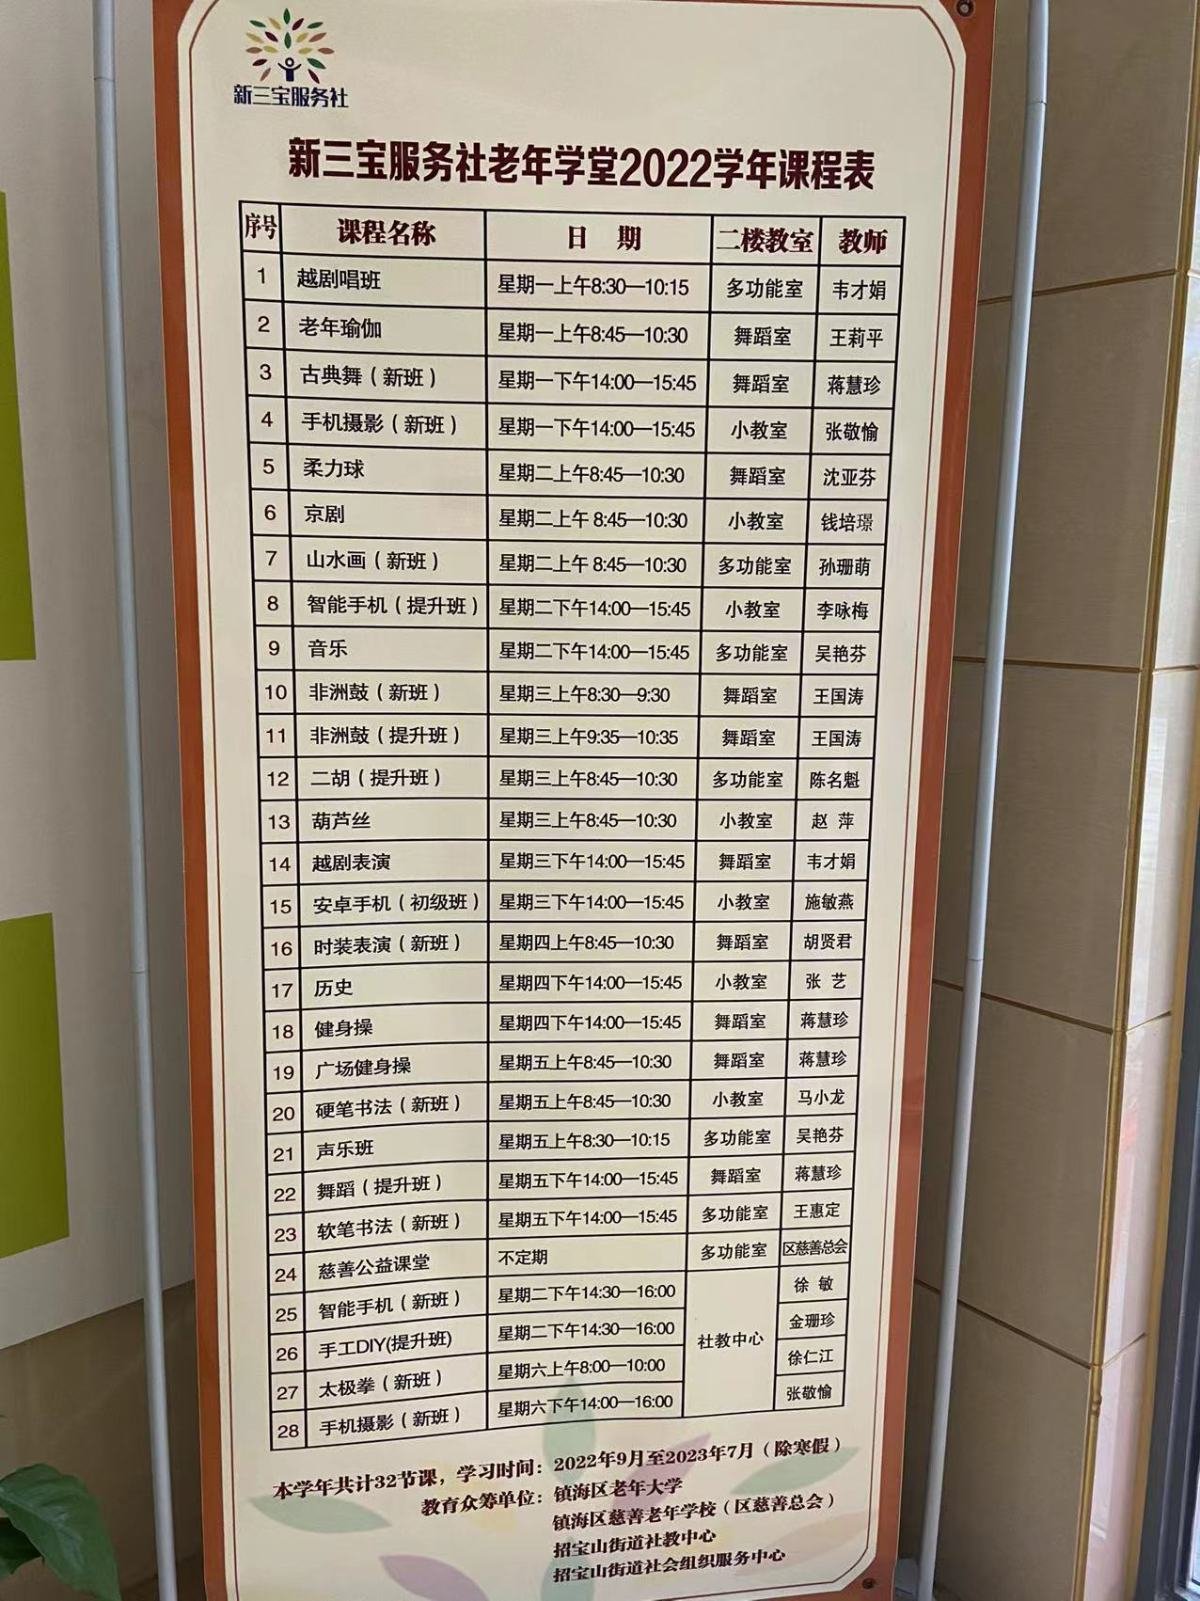 新三宝服务社
新三宝服务社老年学堂2022学年课程表
序号 课程名称 日 期 二楼教室 教师
1 越剧唱班 星期一上午8:30—10:15 多功能室 韦才娟
2 老年瑜伽 星期一上午8:45—10:30 舞蹈室 王莉平
3 古典舞（新班） 星期一下午14:00—15:45 舞蹈室 蒋慧珍
4 手机摄影（新班） 星期一下午14:00—15:45 小教室 张敬愉
5 柔力球 星期二上午8:45—10:30 舞蹈室 沈亚芬
6 京剧 星期二上午 8:45—10:30 小教室 钱培璟
7 山水画（新班） 星期二上午 8:45—10:30 多功能室 孙珊萌
8 智能手机（提升班） 星期二下午14:00—15:45 小教室 李咏梅
9 音乐 星期二下午14:00—15:45 多功能室 吴艳芬
10 非洲鼓（新班） 星期三上午8:30—9:30 舞蹈室 王国涛
11 非洲鼓（提升班） 星期三上午9:35—10:35 舞蹈室 王国涛
12 二胡（提升班） 星期三上午8:45—10:30 多功能室 陈名魁
13 葫芦丝 星期三上午8:45—10:30 小教室 赵 萍
14 越剧表演 星期三下午14:00—15:45 舞蹈室 韦才娟
15 安卓手机（初级班） 星期三下午14:00—15:45 小教室 施敏燕
16 时装表演（新班） 星期四上午8:45—10:30 舞蹈室 胡贤君
17 历史 星期四下午14:00—15:45 小教室 张 艺
18 健身操 星期四下午14:00—15:45 舞蹈室 蒋慧珍
19 广场健身操 星期五上午8:45—10:30 舞蹈室 蒋慧珍
20 硬笔书法（新班） 星期五上午8:45—10:30 小教室 马小龙
21 声乐班 星期五上午8:30—10:15 多功能室 吴艳芬
22 舞蹈（提升班） 星期五下午14:00—15:45 舞蹈室 蒋慧珍
23 软笔书法（新班） 星期五下午14:00—15:45 多功能室 王惠定
24 慈善公益课堂 不定期 多功能室 区慈善总会
25 智能手机（新班） 星期二下午14:30—16:00 社教中心 徐 敏
26 手工DIY(提升班) 星期二下午14:30—16:00 金珊珍
27 太极拳（新班） 星期六上午8:00—10:00 徐仁江
28 手机摄影（新班） 星期六下午14:00—16:00 张敬愉
本学年共计32节课，学习时间：2022年9月至2023年7月（除寒假）
教育众筹单位：镇海区老年大学
镇海区慈善老年学校（区慈善总会）
招宝山街道社教中心
招宝山街道社会组织服务中心